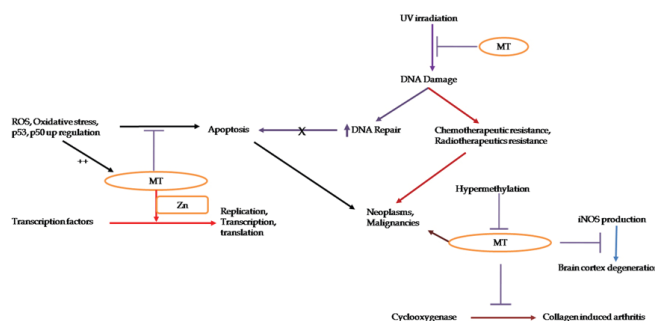 UV irradiation
MT
DNA Damage
ROS, Oxidative stress,
p53, p50 up regulation
Apoptosis
X
DNA Repair
Chemotherapeutic resistance,
Radiotherapeutics resistance
++
MT
Zn
Transcription factors
Replication,
Transcription,
translation
Neoplasms,
Malignancies
Hypermethylation
MT
iNOS production
Brain cortex degeneration
Cyclooxygenase
Collagen induced arthritis